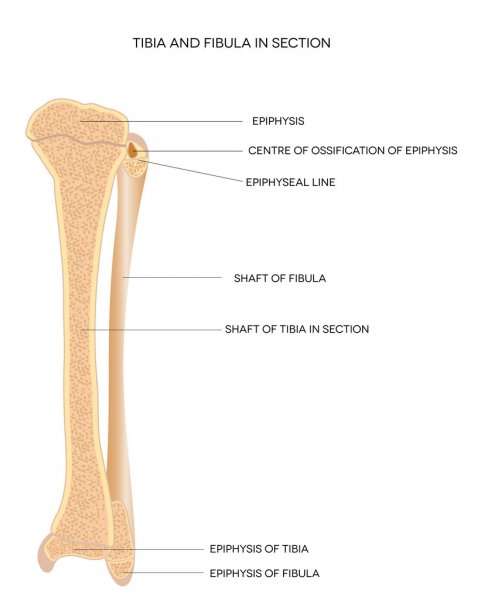 TIBIA AND FIBULA IN SECTION
EPIPHYSIS
CENTRE OF OSSIFICATION OF EPIPHYSIS
EPIPHYSEAL LINE
SHAFT OF FIBULA
SHAFT OF TIBIA IN SECTION
EPIPHYSIS OF TIBIA
EPIPHYSIS OF FIBULA